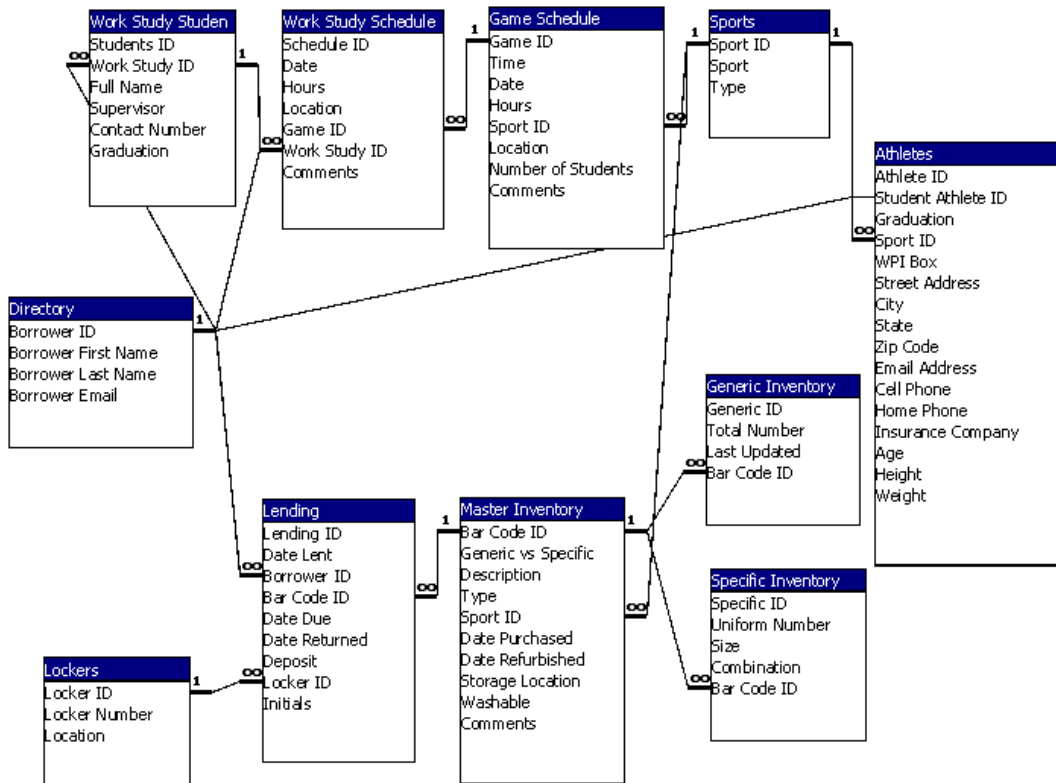 Work Study Studen
Students ID
Work Study ID
Full Name
Supervisor
Contact Number
Graduation
1
∞
Work Study Schedule
Schedule ID
Date
Hours
Location
Game ID
Work Study ID
Comments
∞
∞
Game Schedule
Game ID
Time
Date
Hours
Sport ID
Location
Number of Students
Comments
1
∞
Sports
Sport ID
Sport
Type
1
1
Athletes
Athlete ID
Student Athlete ID
Graduation
Sport ID
WPI Box
Street Address
City
State
Zip Code
Email Address
Cell Phone
Home Phone
Insurance Company
Age
Height
Weight
∞
Directory
Borrower ID
Borrower First Name
Borrower Last Name
Borrower Email
1
Generic Inventory
Generic ID
Total Number
Last Updated
Bar Code ID
∞
Lending
Lending ID
Date Lent
Borrower ID
Bar Code ID
Date Due
Date Returned
Deposit
Locker ID
Initials
∞
∞
∞
Master Inventory
Bar Code ID
Generic vs Specific
Description
Type
Sport ID
Date Purchased
Date Refurbished
Storage Location
Washable
Comments
1
1
∞
Specific Inventory
Specific ID
Uniform Number
Size
Combination
Bar Code ID
∞
Lockers
Locker ID
Locker Number
Location
1